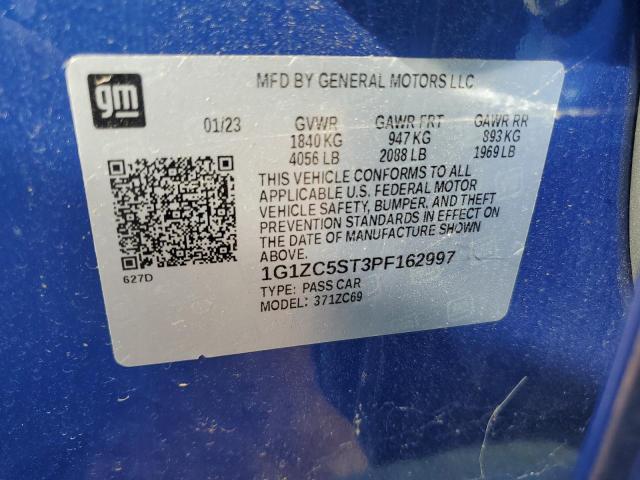 gm
MFD BY GENERAL MOTORS LLC
01/23 GVWR GAWR FRT GAWR RR
1840 KG 947 KG 893 KG
4056 LB 2088 LB 1969 LB
THIS VEHICLE CONFORMS TO ALL
APPLICABLE U.S. FEDERAL MOTOR
VEHICLE SAFETY, BUMPER, AND THEFT
PREVENTION STANDARDS IN EFFECT ON
THE DATE OF MANUFACTURE SHOWN
ABOVE.
627D
1G1ZC5ST3PF162997
TYPE: PASS CAR
MODEL: 371ZC69